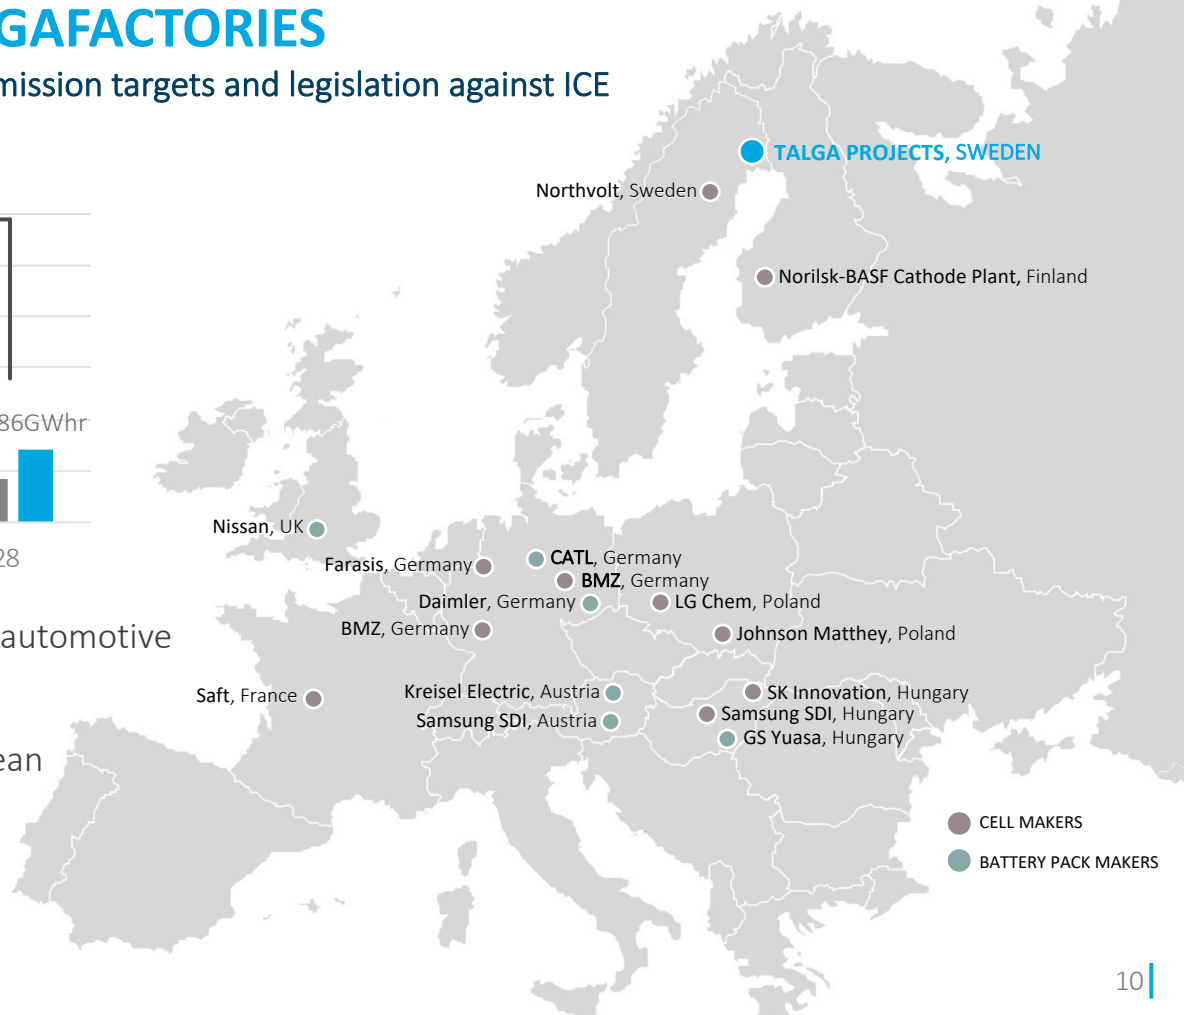 GAFACTORIES
mission targets and legislation against ICE
TALGA PROJECTS, SWEDEN
Northvolt, Sweden
Norilsk-BASF Cathode Plant, Finland
86GWhr
28
Nissan, UK
CATL, Germany
Farasis, Germany
BMZ, Germany
Daimler, Germany
LG Chem, Poland
BMZ, Germany
Johnson Matthey, Poland
automotive
Saft, France
Kreisel Electric, Austria
SK Innovation, Hungary
Samsung SDI, Austria
Samsung SDI, Hungary
GS Yuasa, Hungary
ean
CELL MAKERS
BATTERY PACK MAKERS
10